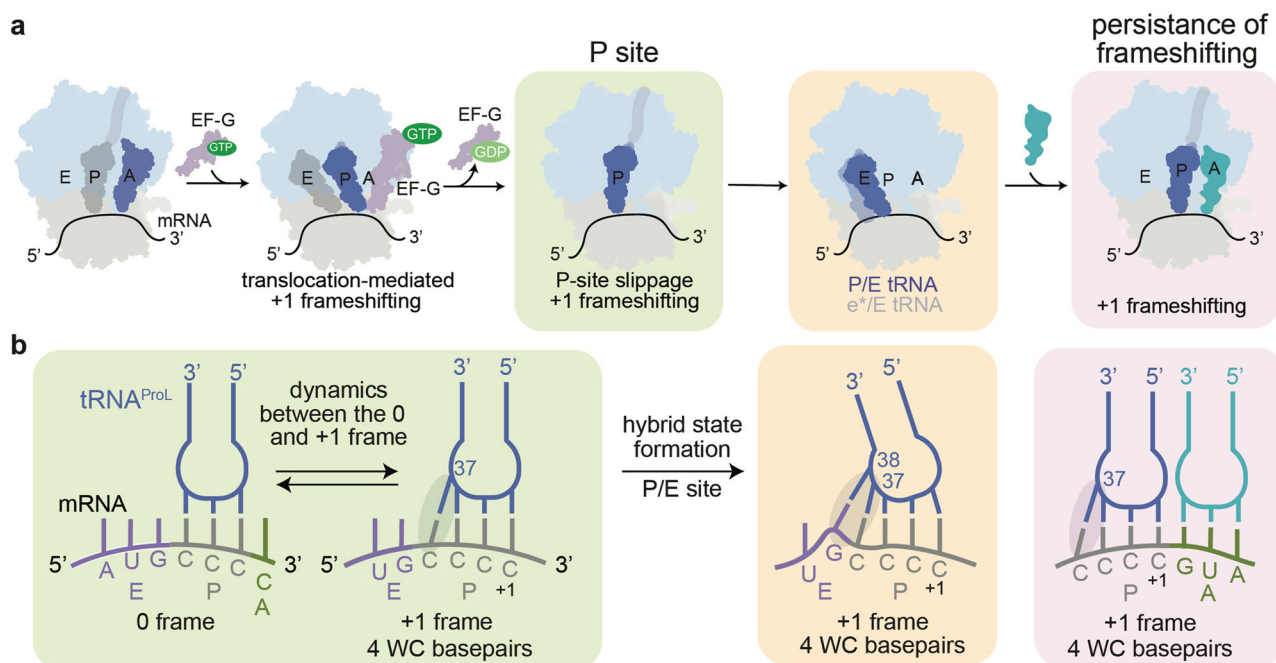 a
P site
persistance of
frameshifting
EF-G
GTP
EF-G
GTP
EF-G
GDP
EF-G
E P A
E P A
P
E P A
E P A
mRNA
5’ 3’
5’ 3’
5’ 3’
5’ 3’
5’ 3’
translocation-mediated
+1 frameshifting
P-site slippage
+1 frameshifting
P/E tRNA
e*/E tRNA
+1 frameshifting
b
3’ 5’
tRNAProL
dynamics
between the 0
and +1 frame
3’ 5’
37
mRNA
5’ 3’
A U G C C C C
E P A
0 frame
5’ 3’
U G C C C C
E P +1
+1 frame
4 WC basepairs
hybrid state
formation
P/E site
3’ 5’
38
37
U G C C C C
E P +1
+1 frame
4 WC basepairs
3’ 5’ 3’ 5’
37
C C C C G U A
P +1 A
+1 frame
4 WC basepairs